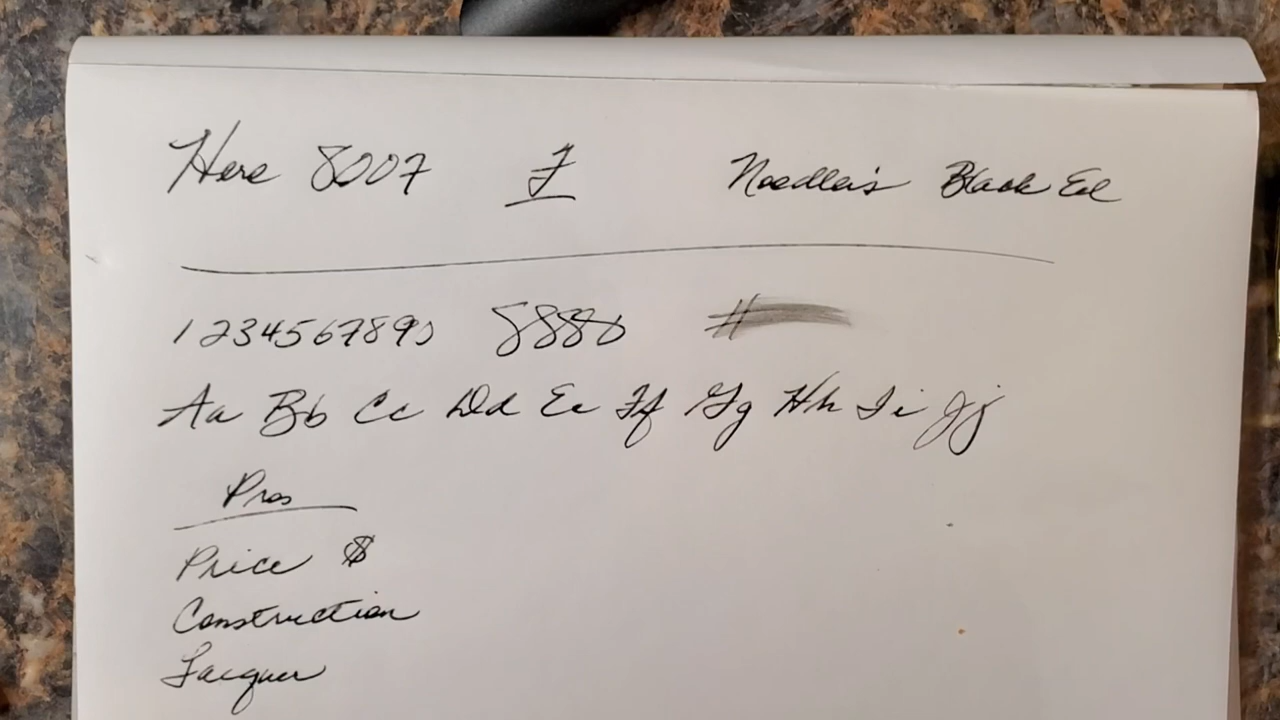 Hero 8007 F Noodler's Black Eel
1234567890 8880 #
Aa Bb Cc Dd Ee Ff Gg Hh Ii Jj
Pros
Price $
Construction
Lacquer